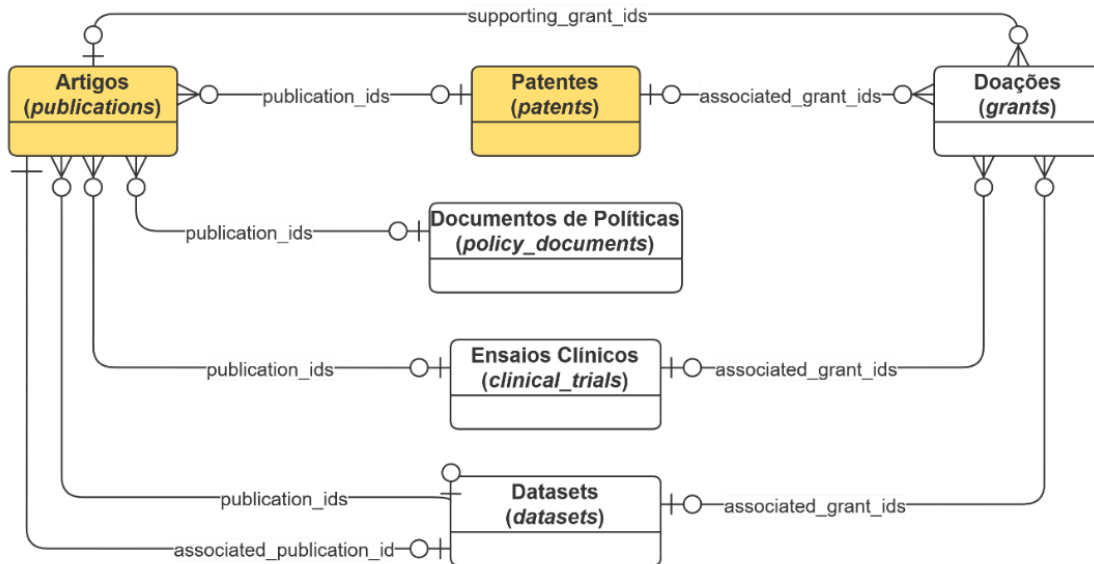 supporting_grant_ids
Artigos
(publications)
publication_ids
Patentes
(patents)
associated_grant_ids
Doações
(grants)
publication_ids
Documentos de Políticas
(policy_documents)
publication_ids
Ensaios Clínicos
(clinical_trials)
associated_grant_ids
publication_ids
Datasets
(datasets)
associated_grant_ids
associated_publication_id